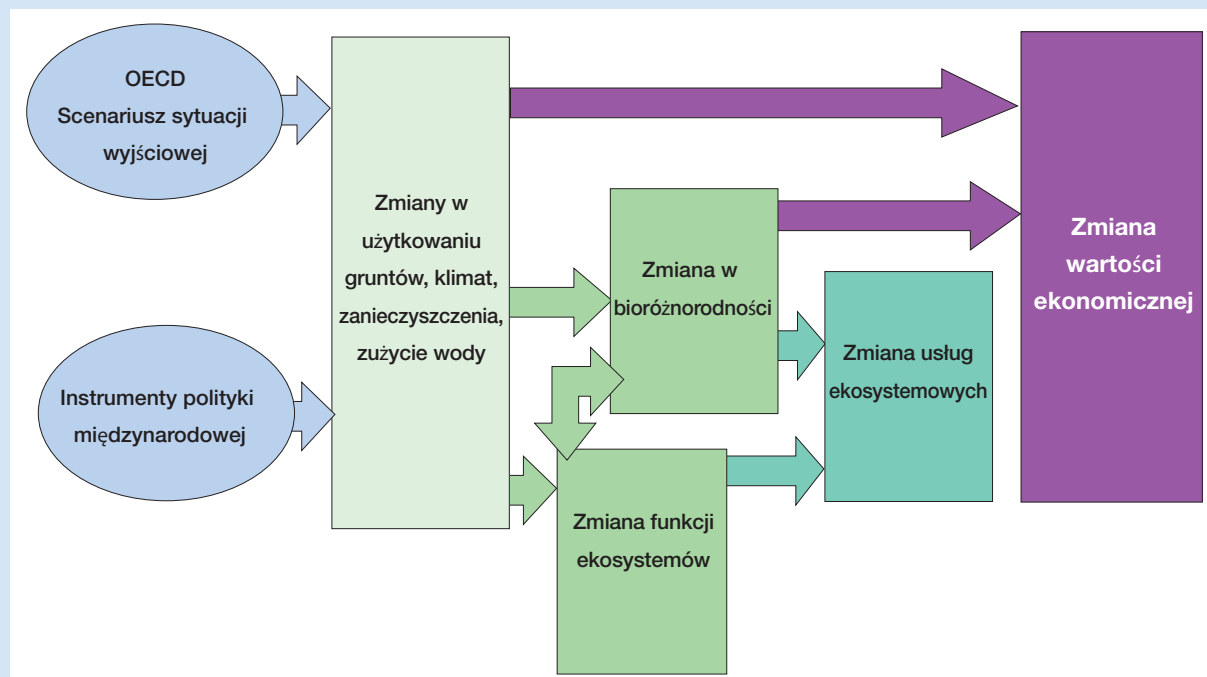 OECD
Scenariusz sytuacji
wyjściowej
Instrumenty polityki
międzynarodowej
Zmiany w
użytkowaniu
gruntów, klimat,
zanieczyszczenia,
zużycie wody
Zmiana w
bioróżnorodności
Zmiana funkcji
ekosystemów
Zmiana usług
ekosystemowych
Zmiana
wartości
ekonomicznej